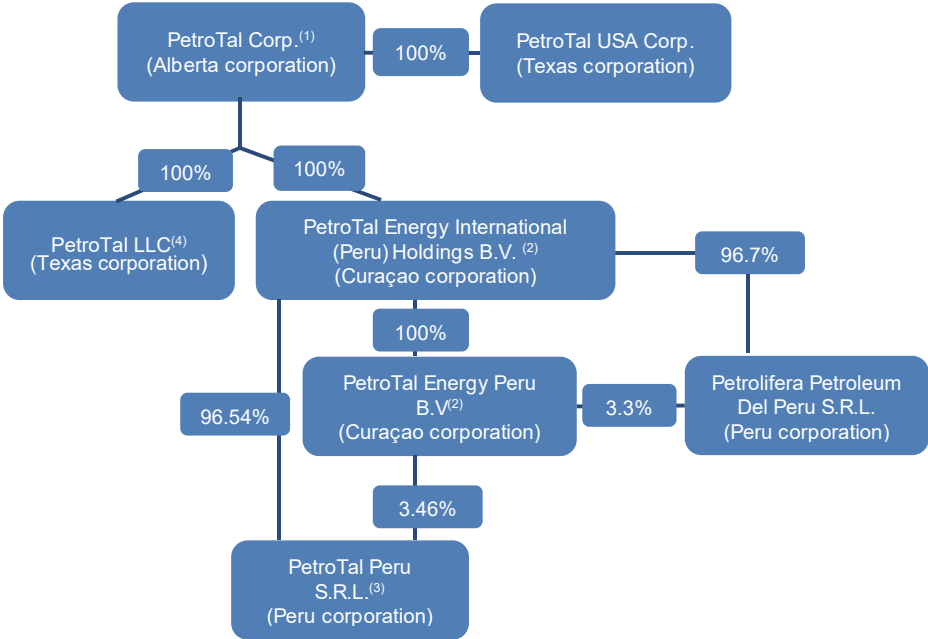 PetroTal Corp.(1)
(Alberta corporation)
100%
PetroTal USA Corp.
(Texas corporation)
100%
100%
PetroTal LLC(4)
(Texas corporation)
PetroTal Energy International
(Peru) Holdings B.V. (2)
(Curaçao corporation)
96.7%
100%
96.54%
PetroTal Energy Peru
B.V(2)
(Curaçao corporation)
3.3%
Petrolifera Petroleum
Del Peru S.R.L.
(Peru corporation)
3.46%
PetroTal Peru
S.R.L.(3)
(Peru corporation)